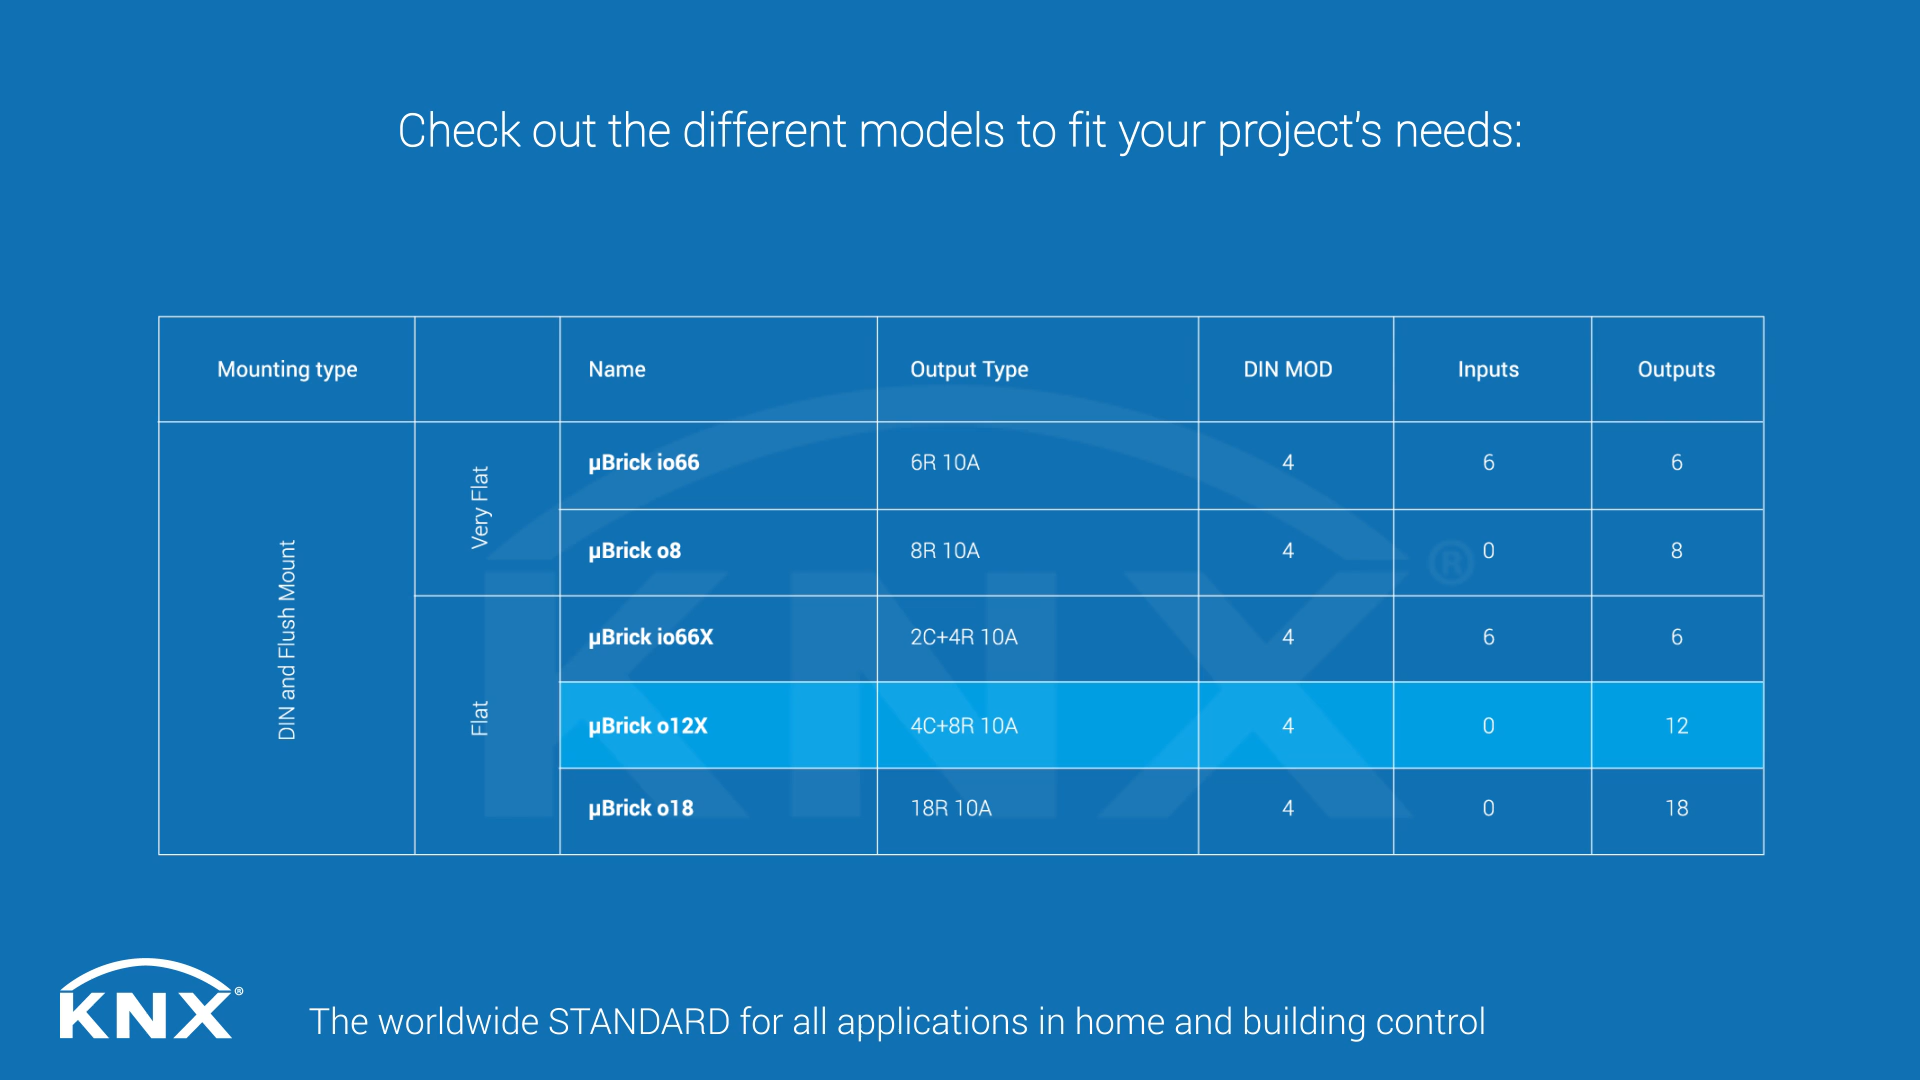 Check out the different models to fit your project's needs:
Mounting type Name Output Type DIN MOD Inputs Outputs
DIN and Flush Mount
Very Flat
µBrick io66 6R 10A 4 6 6
µBrick o8 8R 10A 4 0 8
Flat
µBrick io66X 2C+4R 10A 4 6 6
µBrick o12X 4C+8R 10A 4 0 12
µBrick o18 18R 10A 4 0 18
KNX®
KNX®
The worldwide STANDARD for all applications in home and building control